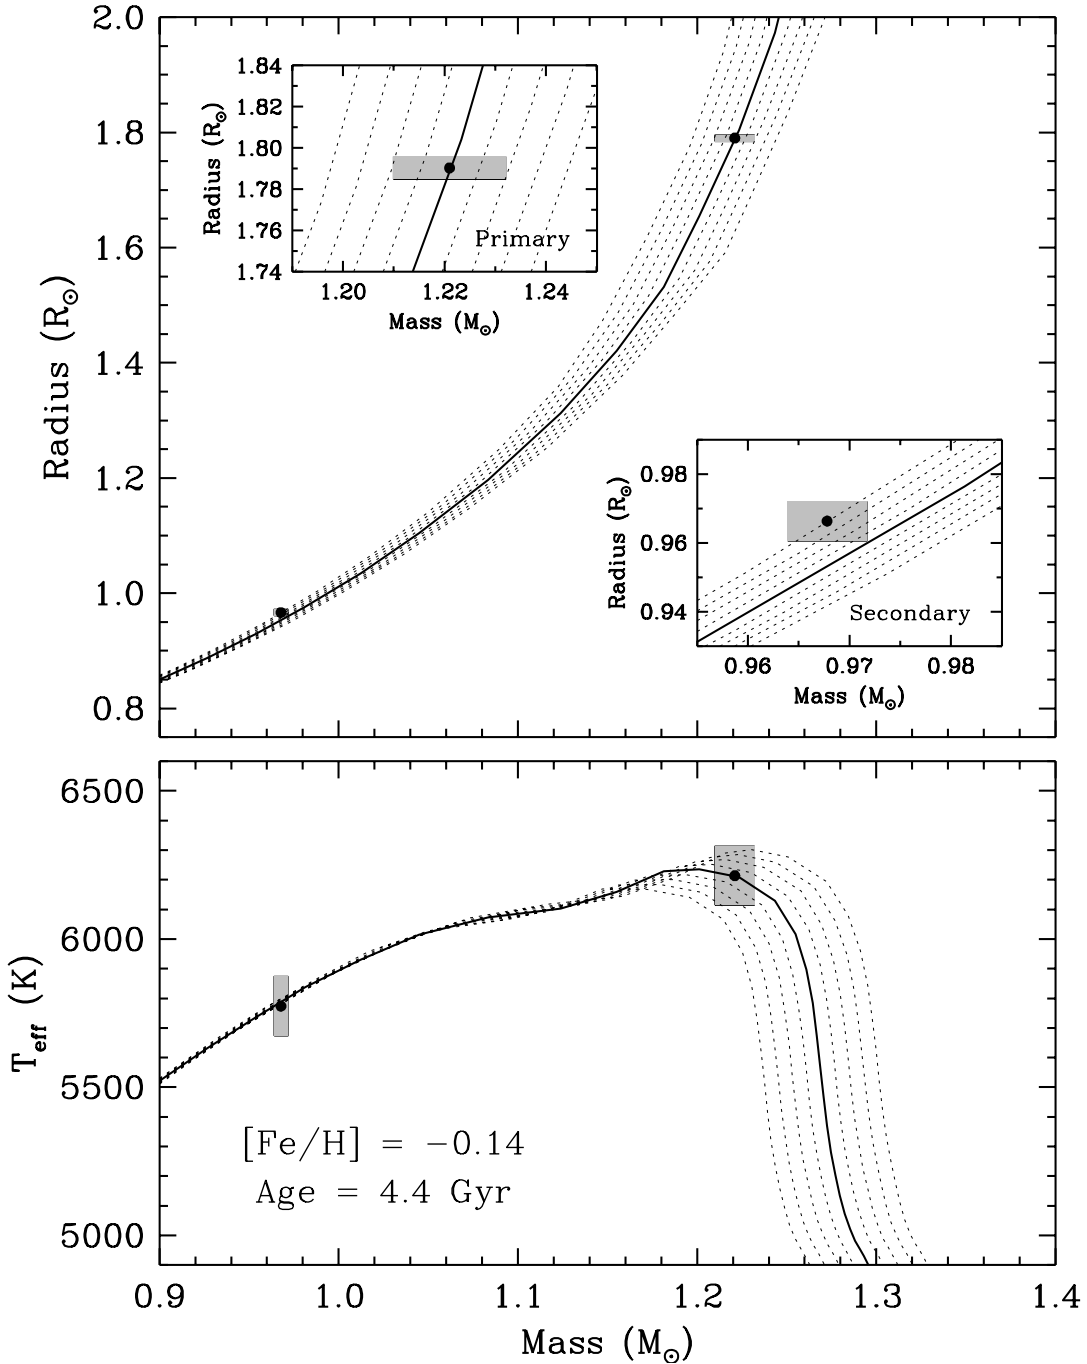 2.0
1.8
1.6
1.4
1.2
1.0
0.8
Radius (R⊙)
1.84
1.82
1.80
1.78
1.76
1.74
Radius (R⊙)
Primary
1.20 1.22 1.24
Mass (M⊙)
0.98
0.96
0.94
Radius (R⊙)
Secondary
0.96 0.97 0.98
Mass (M⊙)
6500
6000
5500
5000
Teff (K)
[Fe/H] = −0.14
Age = 4.4 Gyr
0.9 1.0 1.1 1.2 1.3 1.4
Mass (M⊙)